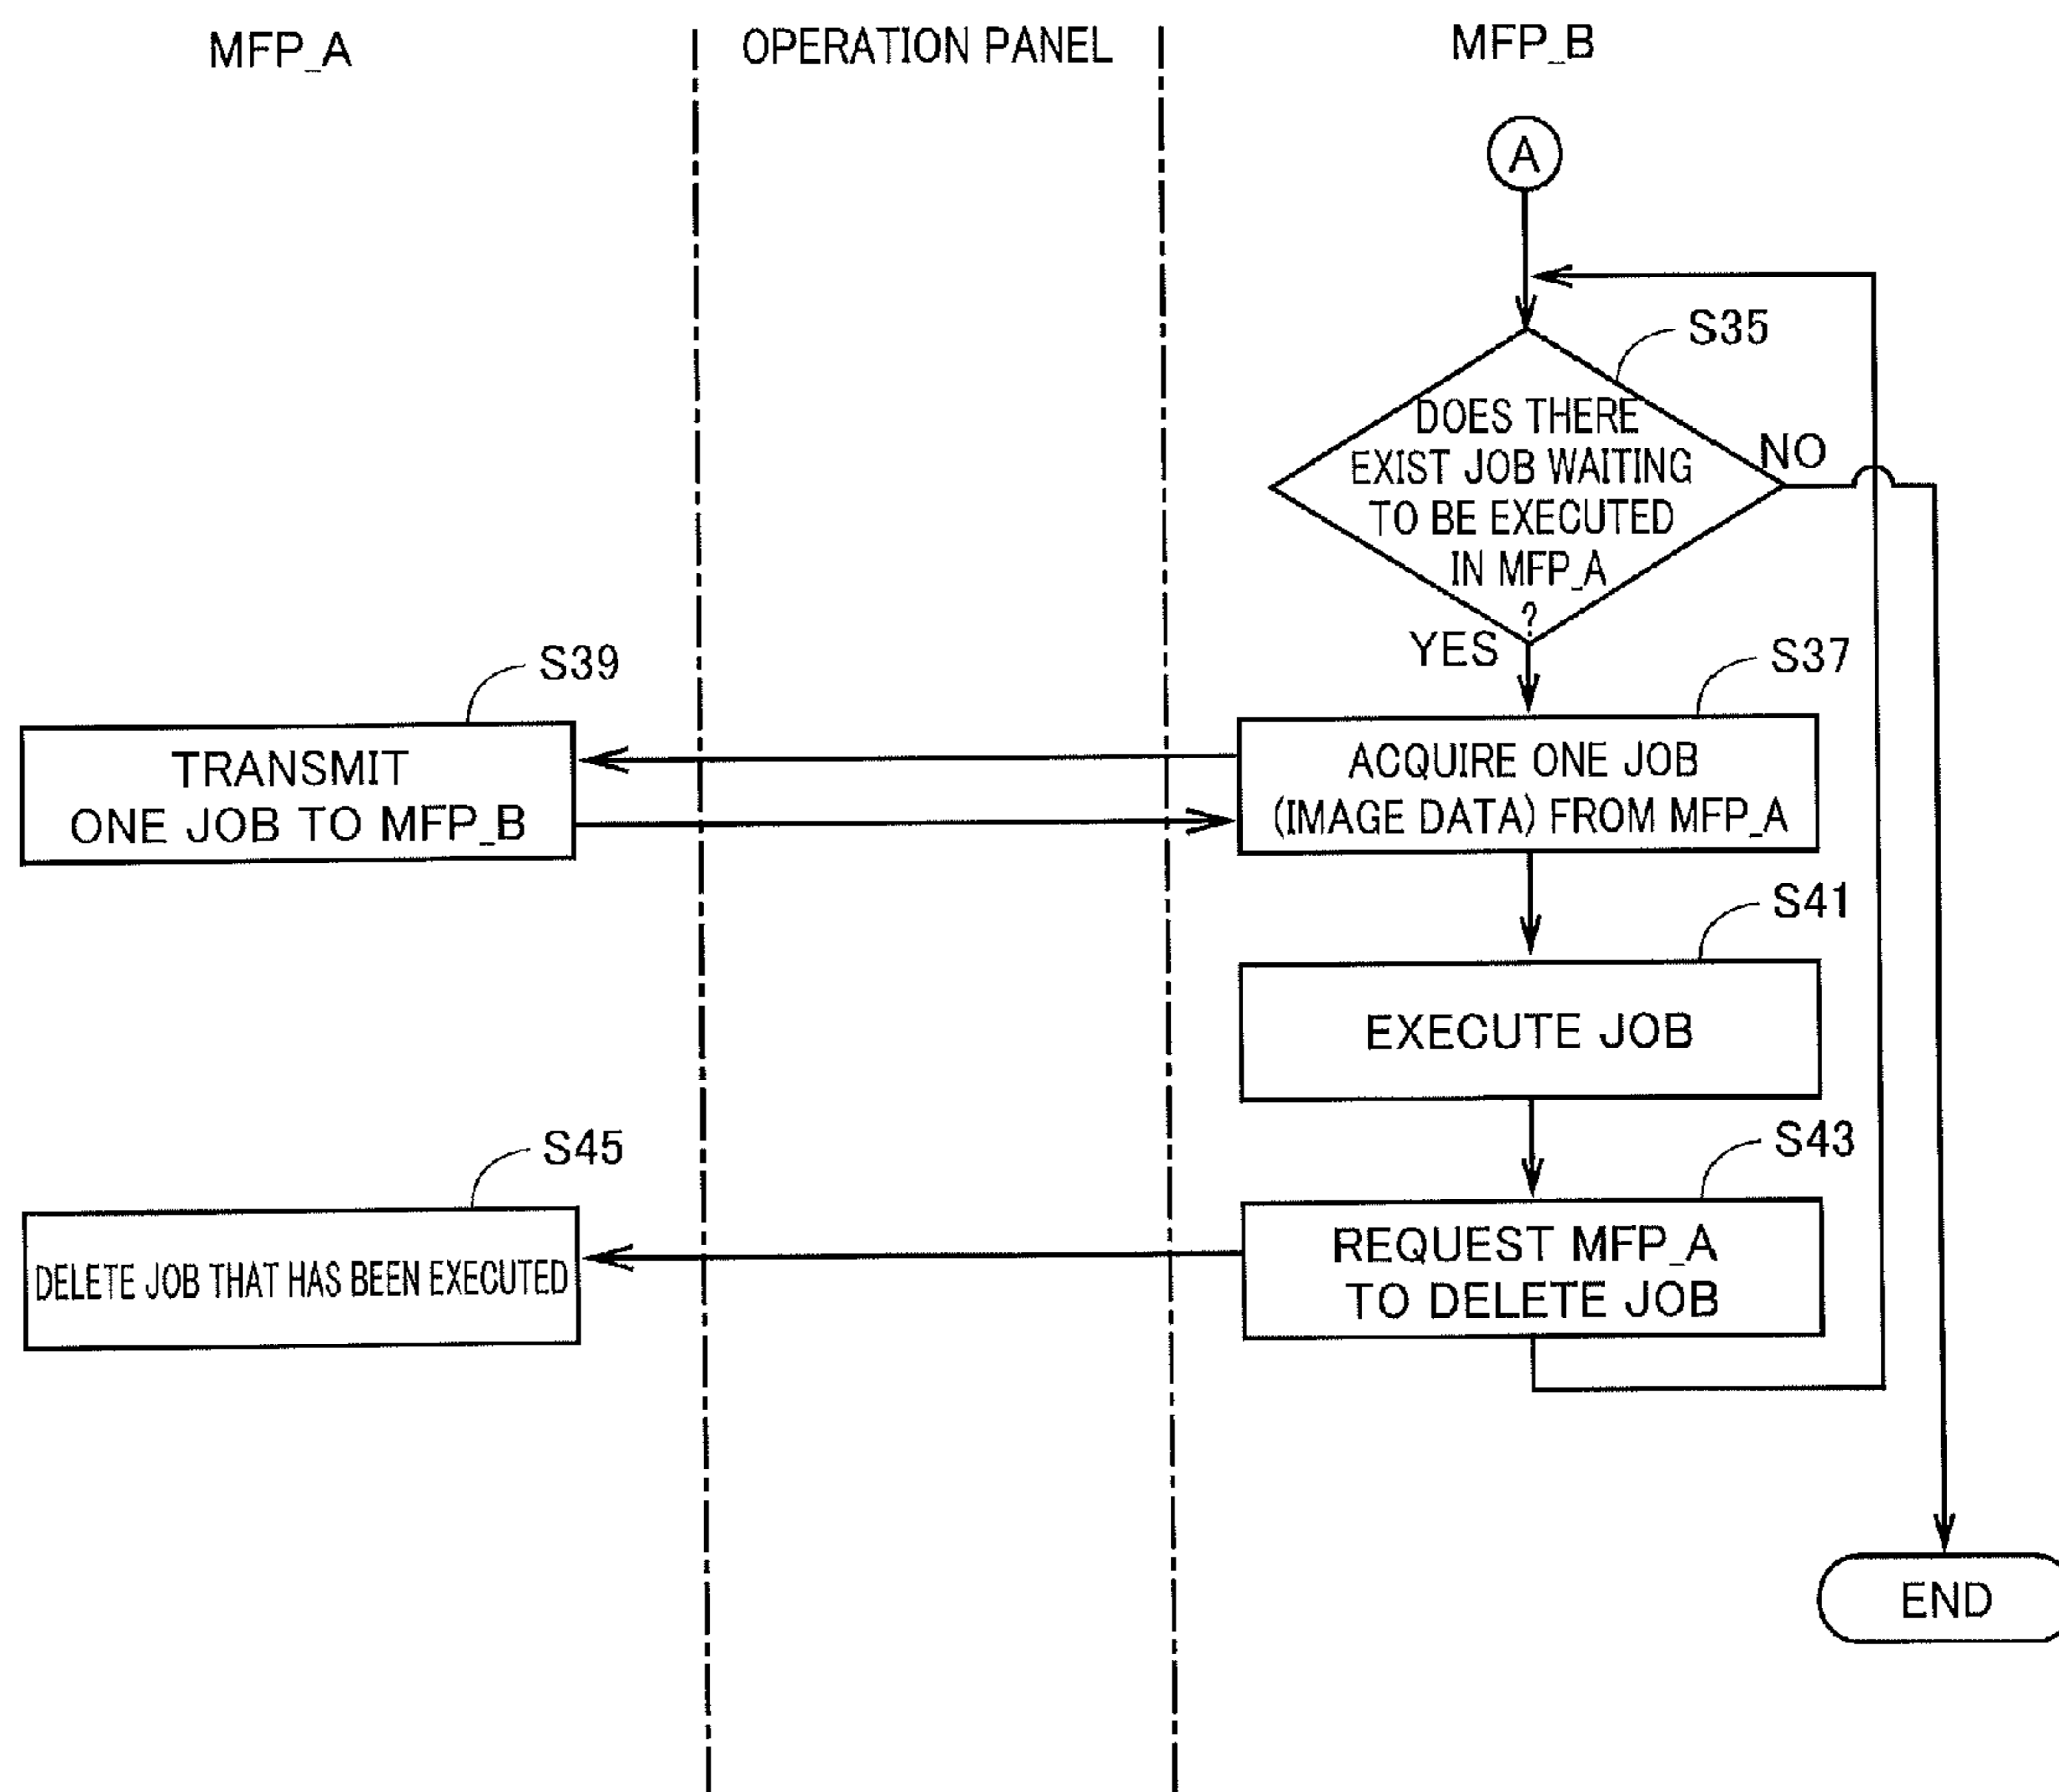 MFP_A
OPERATION PANEL
MFP_B
A
S35
DOES THERE
EXIST JOB WAITING
TO BE EXECUTED
IN MFP_A
?
NO
YES
S37
S39
TRANSMIT
ONE JOB TO MFP_B
ACQUIRE ONE JOB
(IMAGE DATA) FROM MFP_A
S41
EXECUTE JOB
S43
S45
DELETE JOB THAT HAS BEEN EXECUTED
REQUEST MFP_A
TO DELETE JOB
END